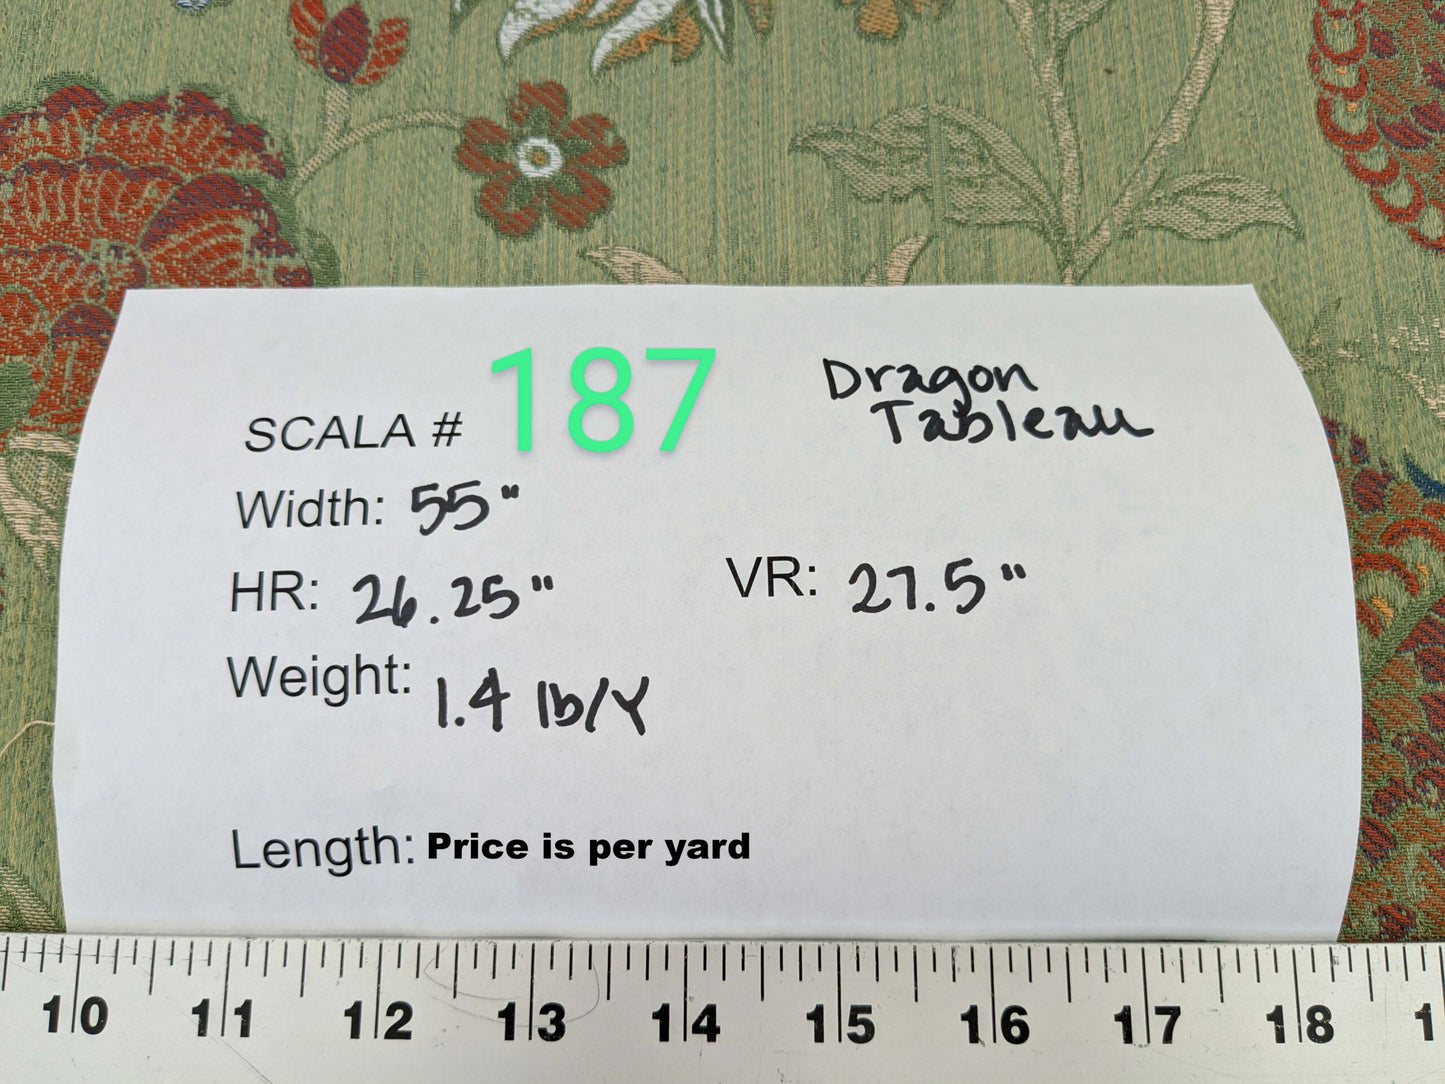 SCALA # 187 Dragon
Tableau
Width: 55"
HR: 26.25" VR: 27.5"
Weight: 1.4 lb/Y
Length: Price is per yard
10 11 12 13 14 15 16 17 18 1